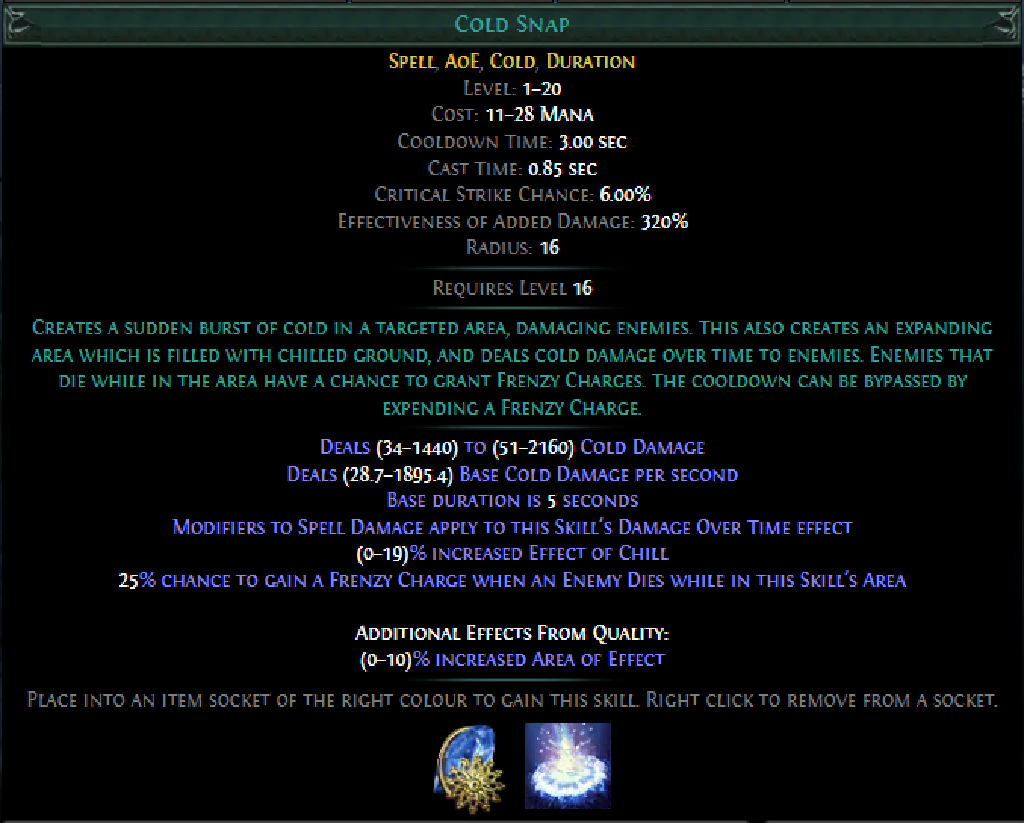 Cold Snap
Spell, AoE, Cold, Duration
Level: 1–20
Cost: 11–28 Mana
Cooldown Time: 3.00 sec
Cast Time: 0.85 sec
Critical Strike Chance: 6.00%
Effectiveness of Added Damage: 320%
Radius: 16
Requires Level 16
Creates a sudden burst of cold in a targeted area, damaging enemies. This also creates an expanding
area which is filled with chilled ground, and deals cold damage over time to enemies. Enemies that
die while in the area have a chance to grant Frenzy Charges. The cooldown can be bypassed by
expending a Frenzy Charge.
Deals (34–1440) to (51–2160) Cold Damage
Deals (28.7–1895.4) Base Cold Damage per second
Base duration is 5 seconds
Modifiers to Spell Damage apply to this Skill's Damage Over Time effect
(0–19)% increased Effect of Chill
25% chance to gain a Frenzy Charge when an Enemy Dies while in this Skill's Area
Additional Effects From Quality:
(0–10)% increased Area of Effect
Place into an item socket of the right colour to gain this skill. Right click to remove from a socket.